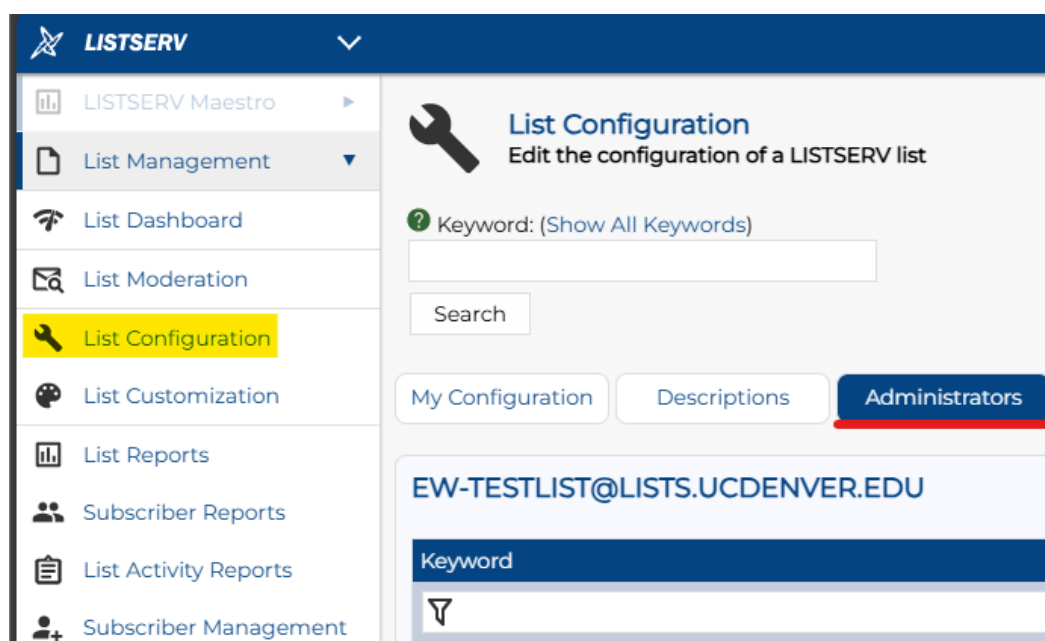 LISTSERV
LISTSERV Maestro
List Management
List Dashboard
List Moderation
List Configuration
List Customization
List Reports
Subscriber Reports
List Activity Reports
Subscriber Management
List Configuration
Edit the configuration of a LISTSERV list
Keyword: (Show All Keywords)
Search
My Configuration
Descriptions
Administrators
EW-TESTLIST@LISTS.UCDENVER.EDU
Keyword